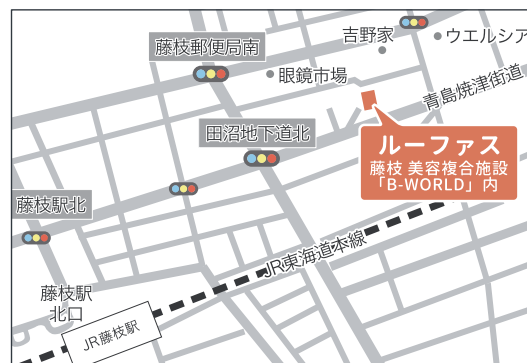 吉野家
ウエルシア
藤枝郵便局南
眼鏡市場
青島焼津街道
田沼地下道北
ルーファス
藤枝 美容複合施設
「B-WORLD」内
藤枝駅北
JR東海道本線
藤枝駅
北口
JR藤枝駅